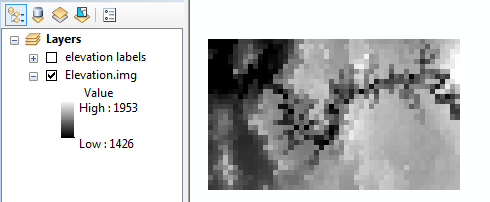 Layers
elevation labels
Elevation.img
Value
High : 1953
Low : 1426